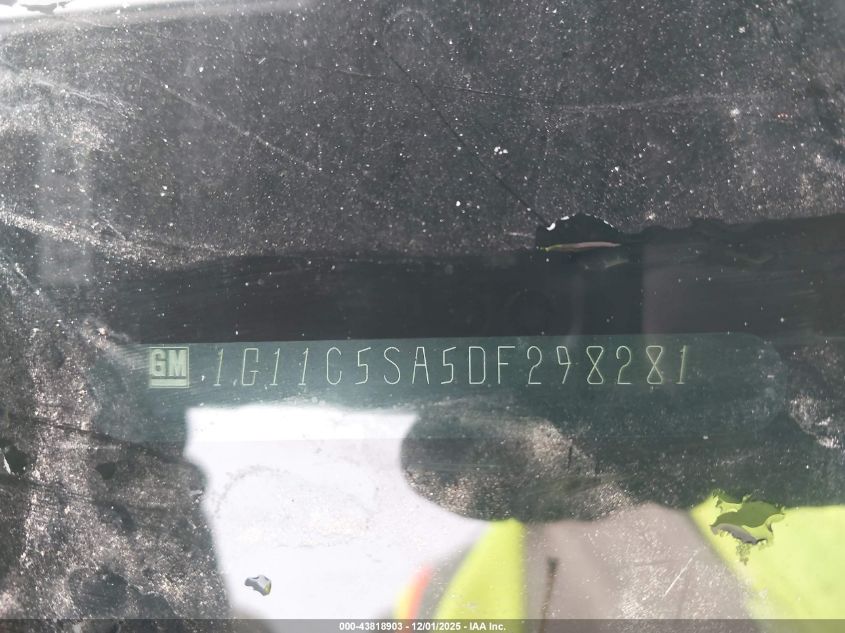 GM 1G11C5SA5DF298281
000-43818903 - 12/01/2025 - IAA Inc.